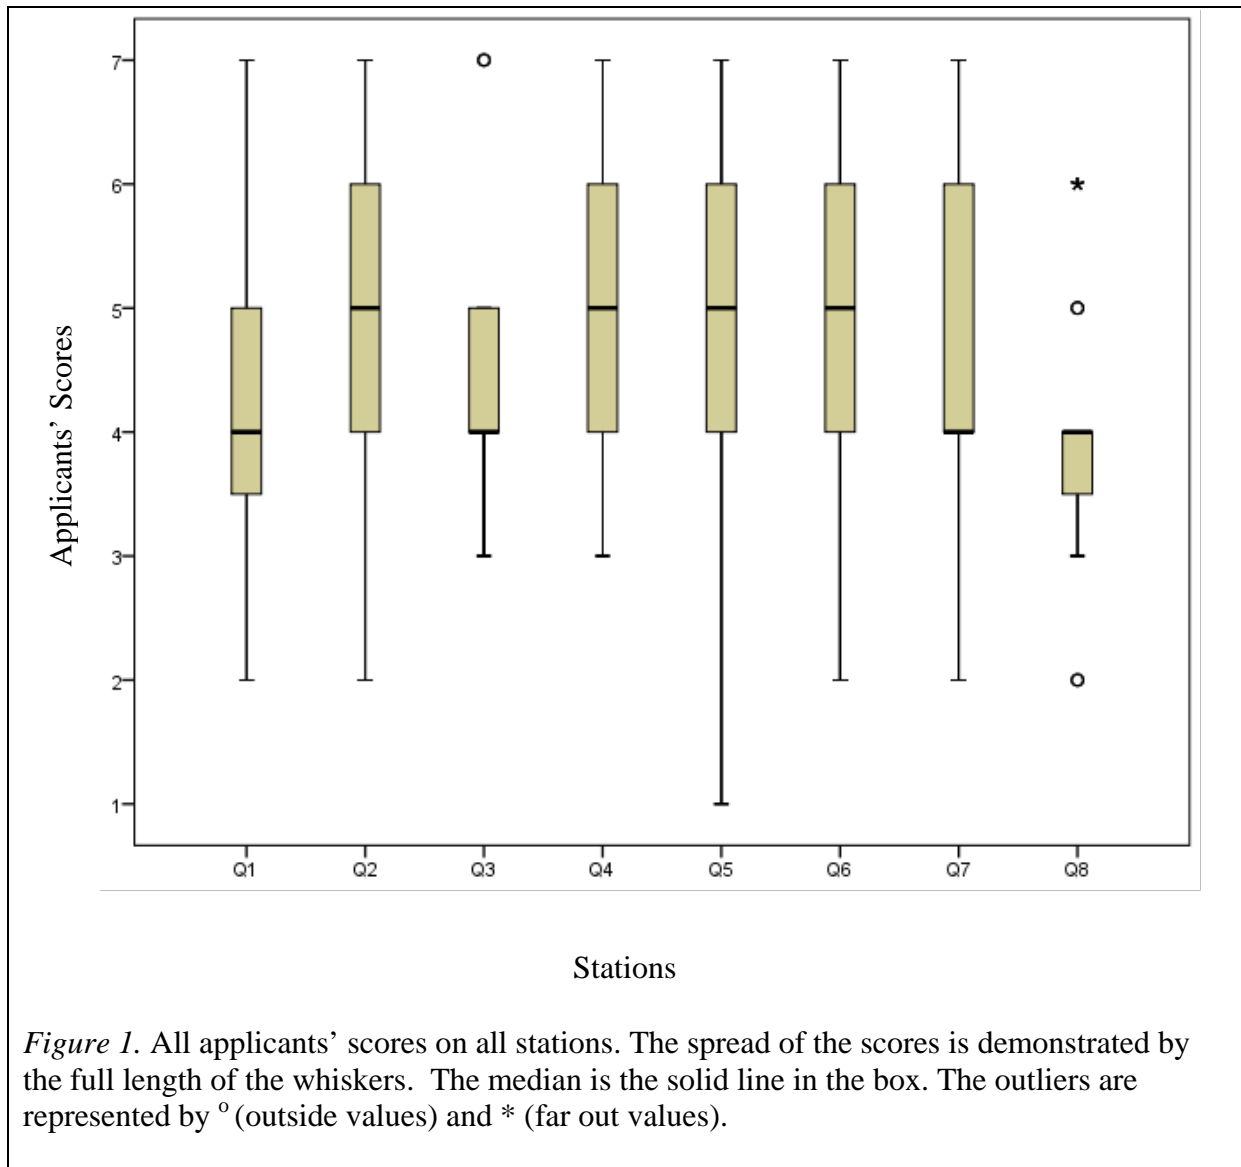 7
6
5
4
3
2
1
Applicants' Scores
Q1 Q2 Q3 Q4 Q5 Q6 Q7 Q8
Stations
Figure 1. All applicants' scores on all stations. The spread of the scores is demonstrated by
the full length of the whiskers. The median is the solid line in the box. The outliers are
represented by o (outside values) and * (far out values).